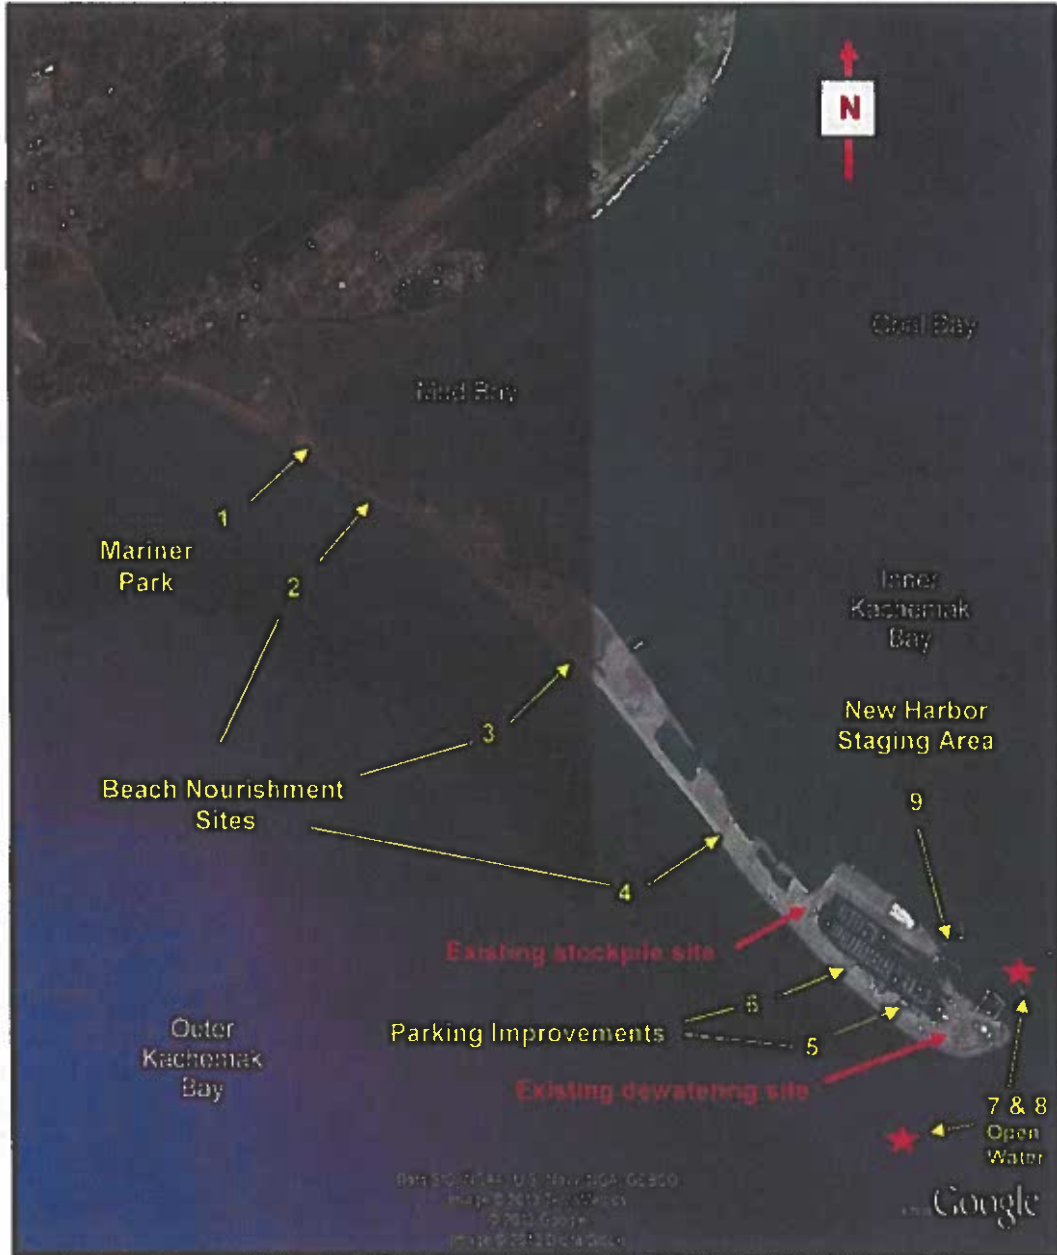 N
Mud Bay
1
Mariner
Park
2
Inner
Kachemak
Bay
3
New Harbor
Staging Area
Beach Nourishment
Sites
9
4
Existing stockpile site
6
Parking Improvements
5
Outer
Kachemak
Bay
Existing dewatering site
7 & 8
Open
Water
Google